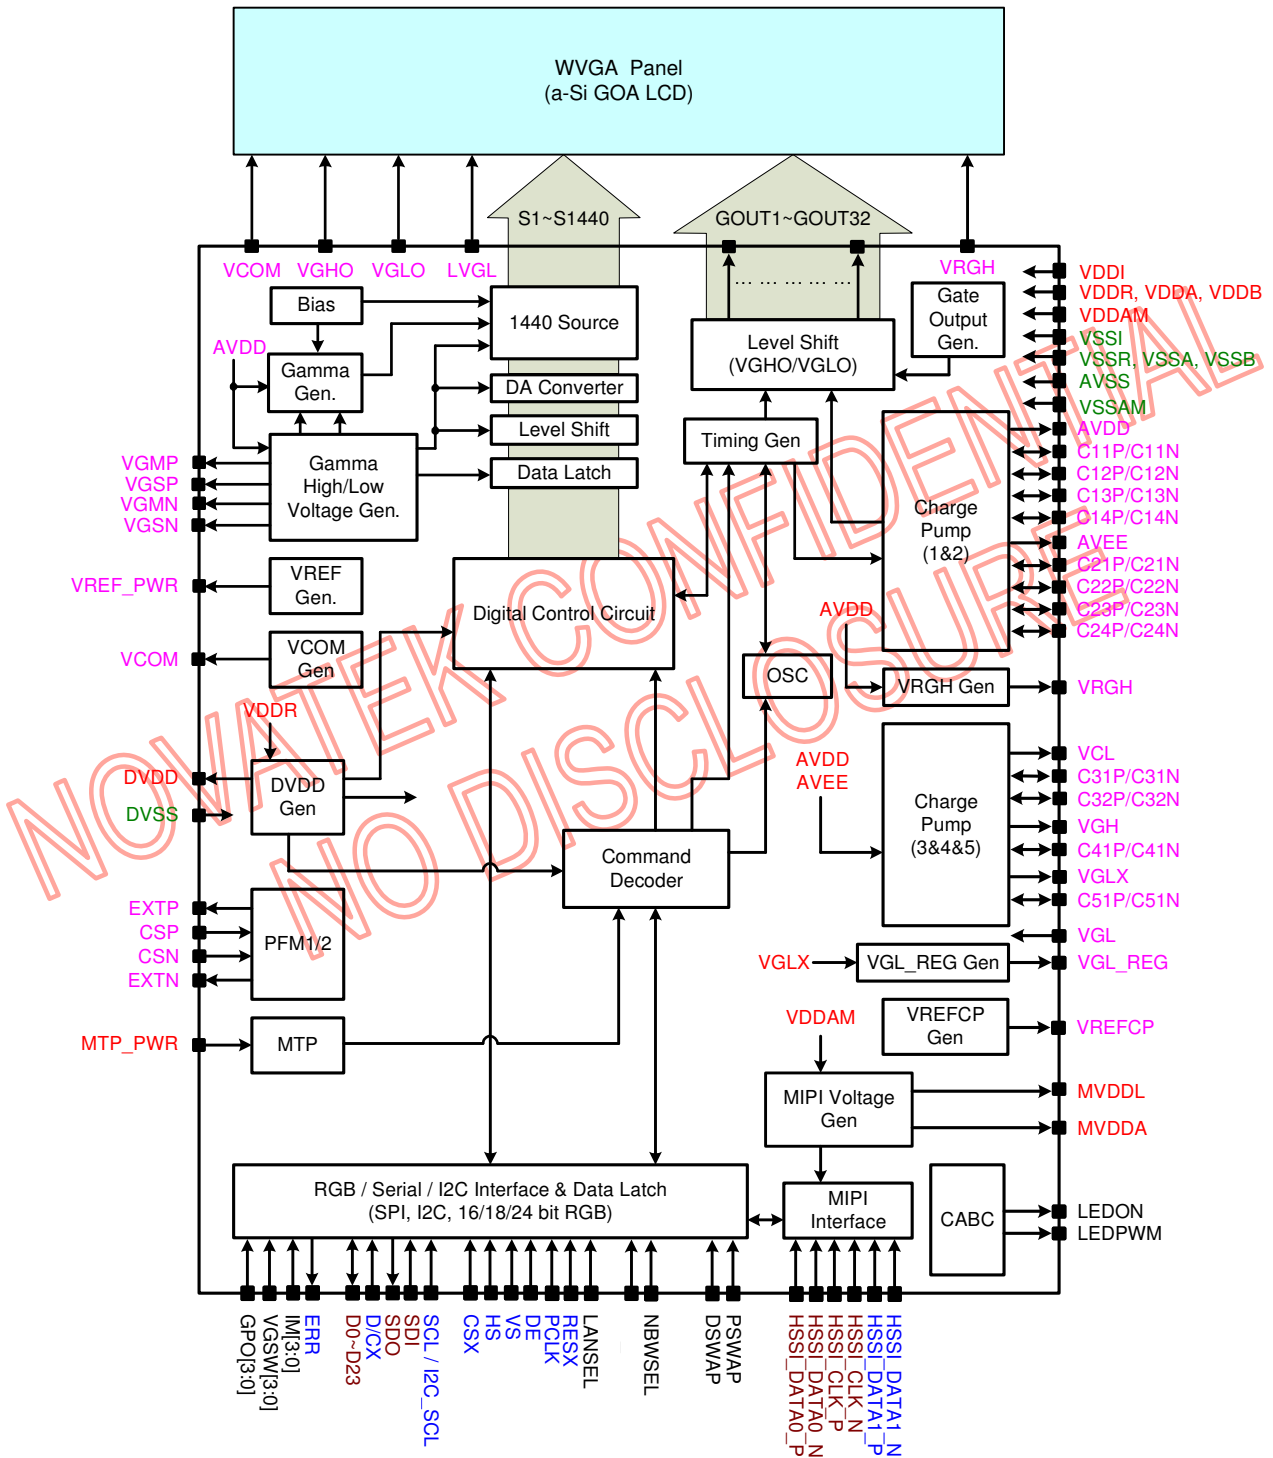 WVGA Panel
(a-Si GOA LCD)
S1~S1440
GOUT1~GOUT32
VCOM
VGHO
VGLO
LVGL
VRGH
Bias
1440 Source
AVDD
Gamma
Gen.
DA Converter
Level Shift
Data Latch
Gamma
High/Low
Voltage Gen.
VGMP
VGSP
VGMN
VGSN
... ... ... ... ...
Level Shift
(VGHO/VGLO)
Gate
Output
Gen.
Timing Gen
VDDI
VDDR, VDDA, VDDB
VDDAM
VSSI
VSSR, VSSA, VSSB
AVSS
VSSAM
AVDD
C11P/C11N
C12P/C12N
C13P/C13N
C14P/C14N
AVEE
C21P/C21N
C22P/C22N
C23P/C23N
C24P/C24N
Charge
Pump
(1&2)
VREF_PWR
VREF
Gen.
Digital Control Circuit
VCOM
VCOM
Gen
AVDD
OSC
VRGH Gen
VRGH
VDDR
DVDD
DVSS
DVDD
Gen
AVDD
AVEE
Charge
Pump
(3&4&5)
VCL
C31P/C31N
C32P/C32N
VGH
C41P/C41N
VGLX
C51P/C51N
VGL
Command
Decoder
EXTP
CSP
CSN
EXTN
PFM1/2
VGLX
VGL_REG Gen
VGL_REG
MTP_PWR
MTP
VREFCP
Gen
VREFCP
VDDAM
MIPI Voltage
Gen
MVDDL
MVDDA
RGB / Serial / I2C Interface & Data Latch
(SPI, I2C, 16/18/24 bit RGB)
MIPI
Interface
CABC
LEDON
LEDPWM
GPO[3:0]
VGSW[3:0]
IM[3:0]
ERR
D0~D23
D/CX
SDO
SDI
SCL / I2C_SCL
CSX
HS
VS
DE
PCLK
RESX
LANSEL
NBWSEL
DSWAP
PSWAP
HSSI_DATA0_P
HSSI_DATA0_N
HSSI_CLK_P
HSSI_CLK_N
HSSI_DATA1_P
HSSI_DATA1_N
NOVATEK CONFIDENTIAL
NO DISCLOSURE